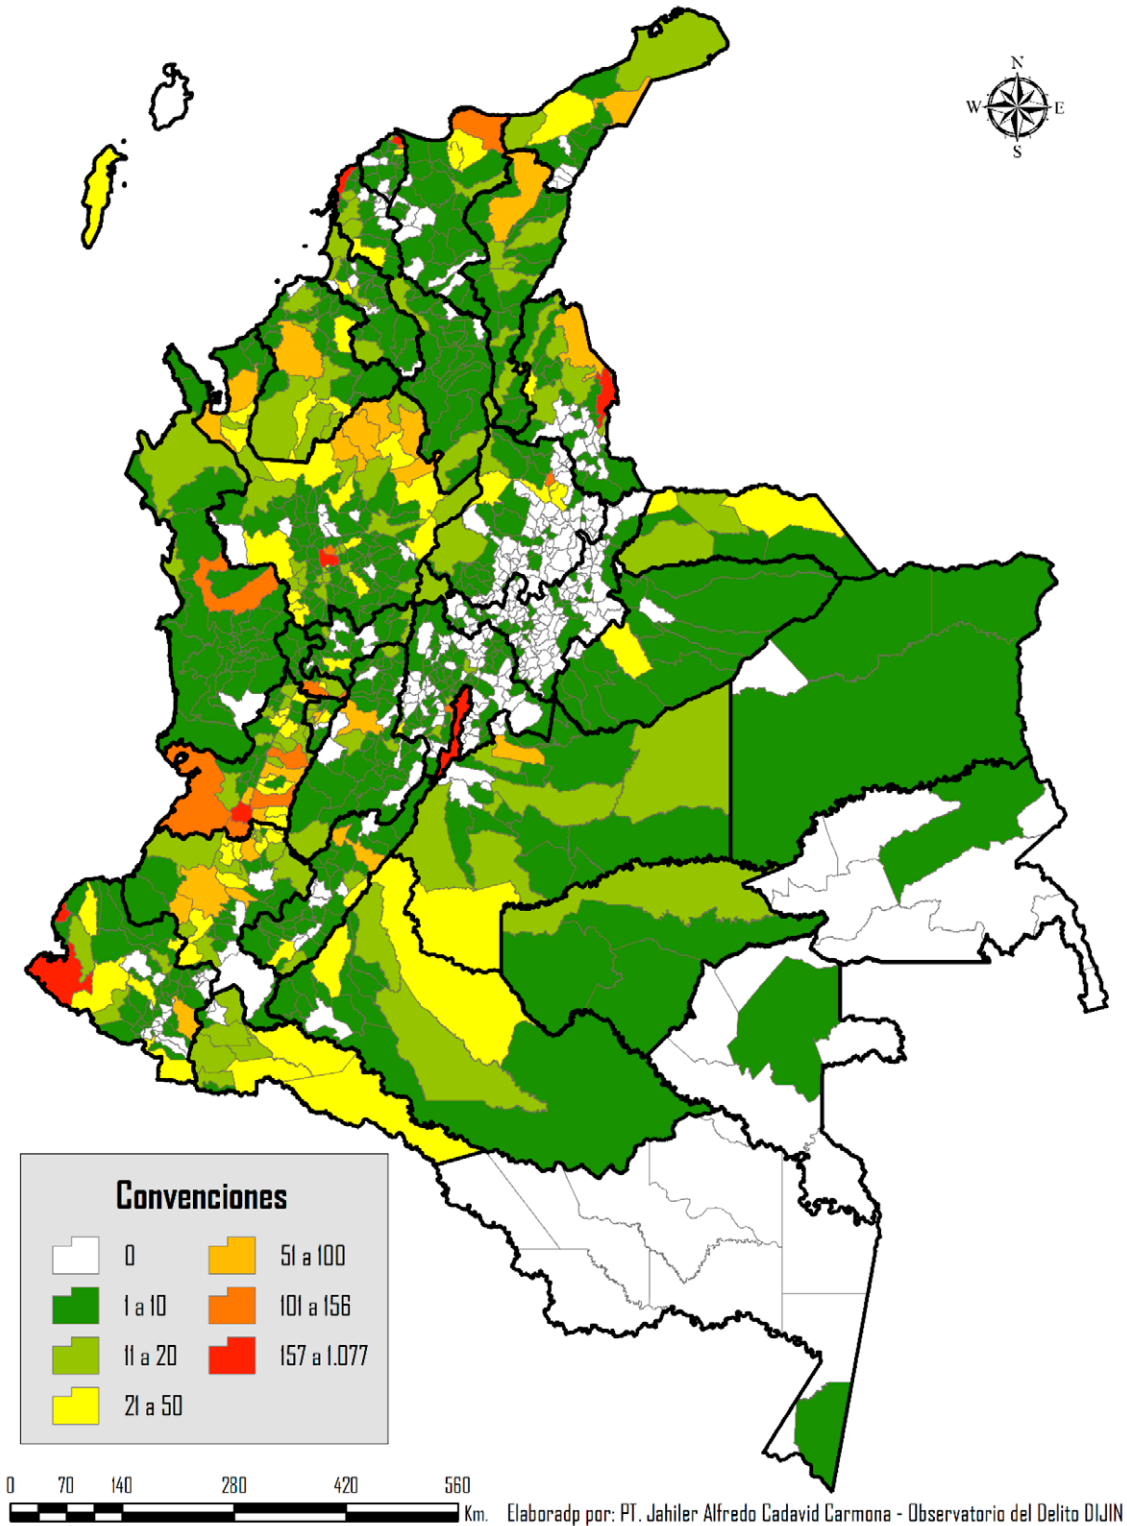 N
W E
S
Convenciones
0
51 a 100
1 a 10
101 a 156
11 a 20
157 a 1.077
21 a 50
0 70 140 280 420 560
Km.
Elaboradp por: PT. Jahiler Alfredo Cadavid Carmona - Observatorio del Delito DIJIN